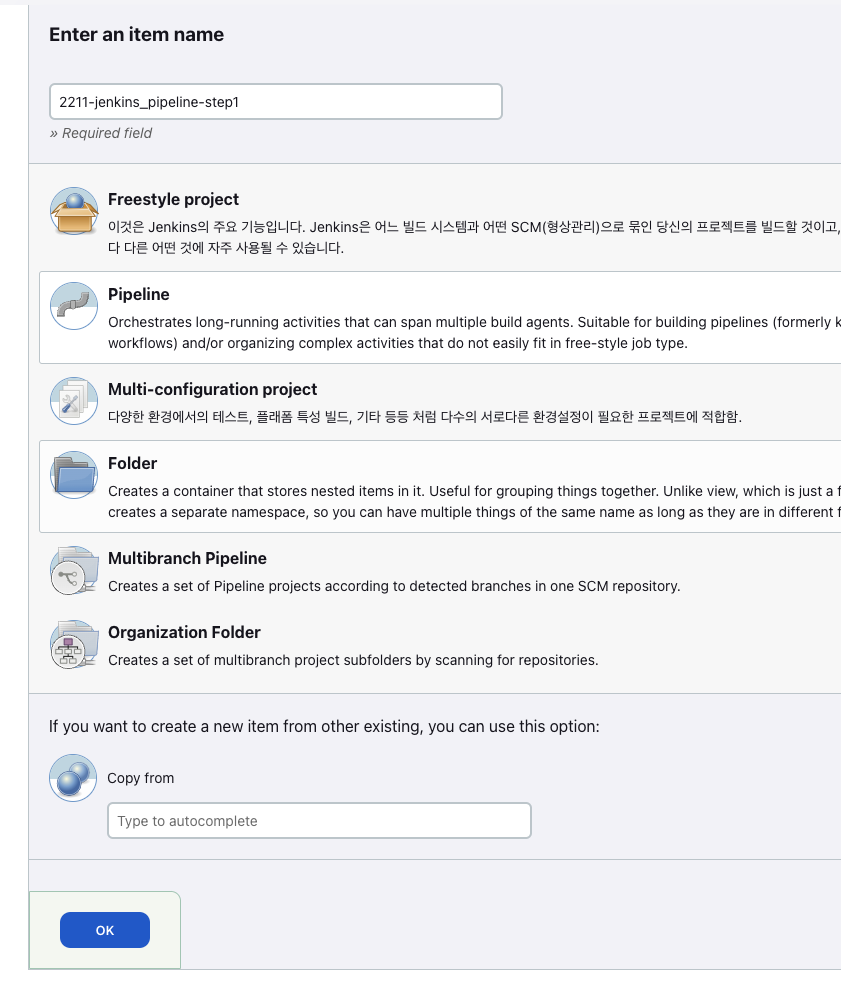 Enter an item name
2211-jenkins_pipeline-step1
» Required field
Freestyle project
이것은 Jenkins의 주요 기능입니다. Jenkins은 어느 빌드 시스템과 어떤 SCM(형상관리)으로 묶인 당신의 프로젝트를 빌드할 것이고,
다 다른 어떤 것에 자주 사용될 수 있습니다.
Pipeline
Orchestrates long-running activities that can span multiple build agents. Suitable for building pipelines (formerly k
workflows) and/or organizing complex activities that do not easily fit in free-style job type.
Multi-configuration project
다양한 환경에서의 테스트, 플래폼 특성 빌드, 기타 등등 처럼 다수의 서로다른 환경설정이 필요한 프로젝트에 적합함.
Folder
Creates a container that stores nested items in it. Useful for grouping things together. Unlike view, which is just a f
creates a separate namespace, so you can have multiple things of the same name as long as they are in different f
Multibranch Pipeline
Creates a set of Pipeline projects according to detected branches in one SCM repository.
Organization Folder
Creates a set of multibranch project subfolders by scanning for repositories.
If you want to create a new item from other existing, you can use this option:
Copy from
Type to autocomplete
OK